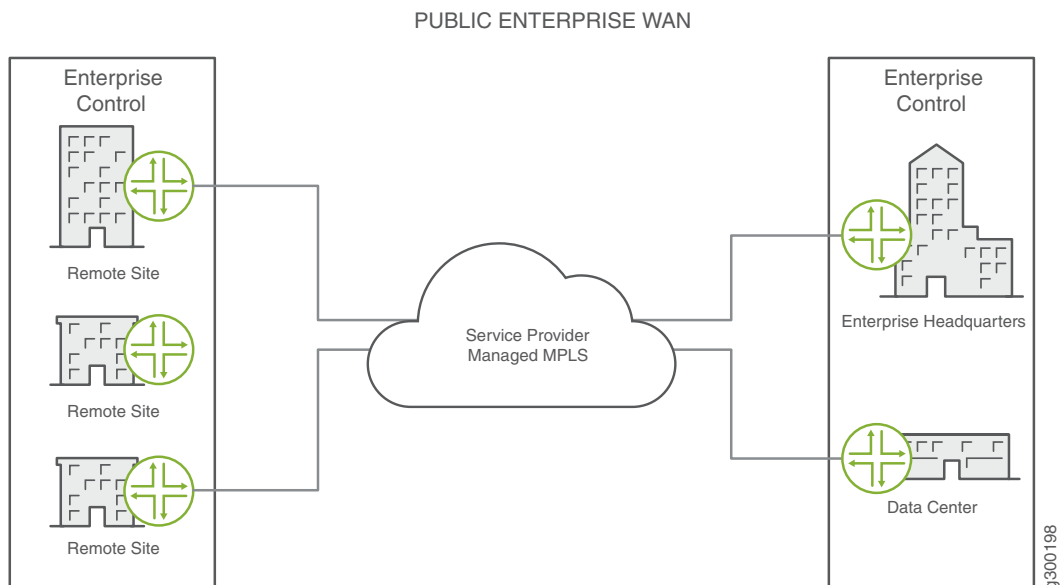 PUBLIC ENTERPRISE WAN
Enterprise
Control
Remote Site
Remote Site
Remote Site
Service Provider
Managed MPLS
Enterprise
Control
Enterprise Headquarters
Data Center
g300198